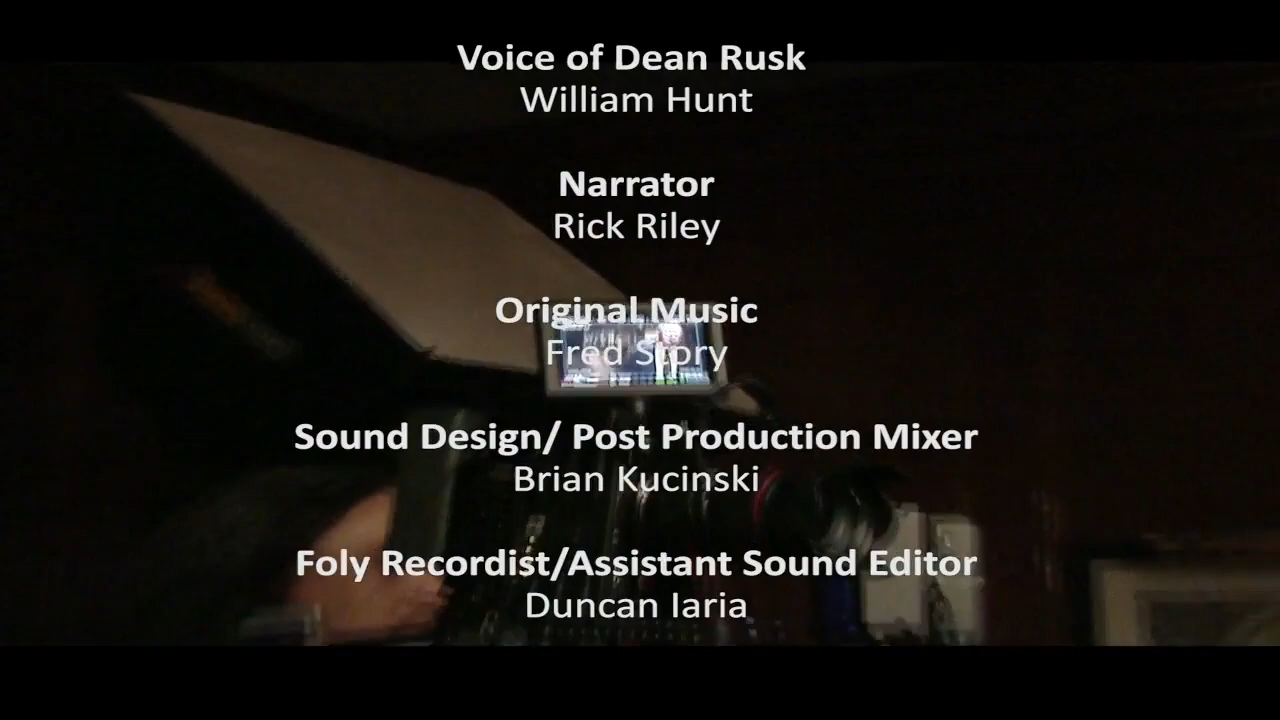 Voice of Dean Rusk
William Hunt
Narrator
Rick Riley
Original Music
Fred Story
Sound Design/ Post Production Mixer
Brian Kucinski
Foly Recordist/Assistant Sound Editor
Duncan Iaria